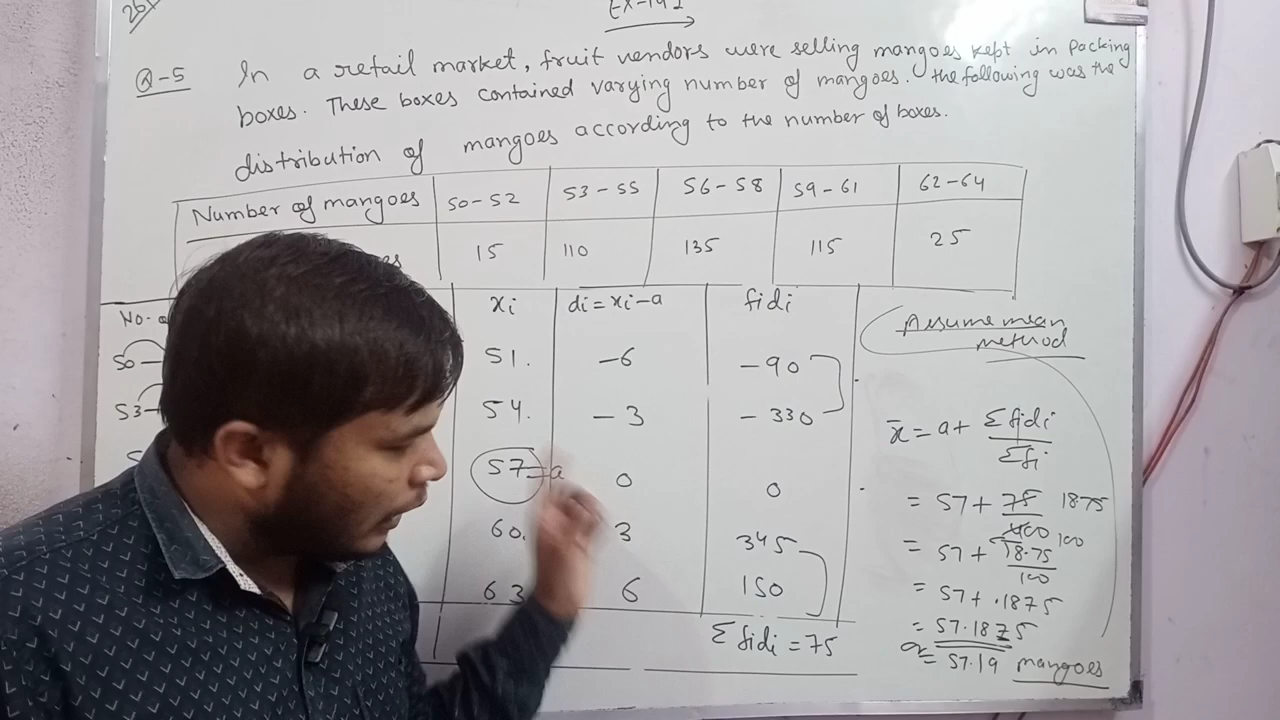 Q-5 In a retail market, fruit vendors were selling mangoes kept in packing
boxes. These boxes contained varying number of mangoes. the following was the
distribution of mangoes according to the number of boxes.
Number of mangoes 50-52 53-55 56-58 59-61 62-64
15 110 135 115 25
No. xi di=xi-a fidi
50- 51. -6 -90
53- 54. -3 -330
57=a 0 0
60. 3 345
63 6 150
Σfidi=75
Assume mean
method
x̄=a+ Σfidi
Σfi
= 57+ 75 1875
400 100
= 57+ 18.75
100
= 57+.1875
= 57.1875
= 57.19 mangoes